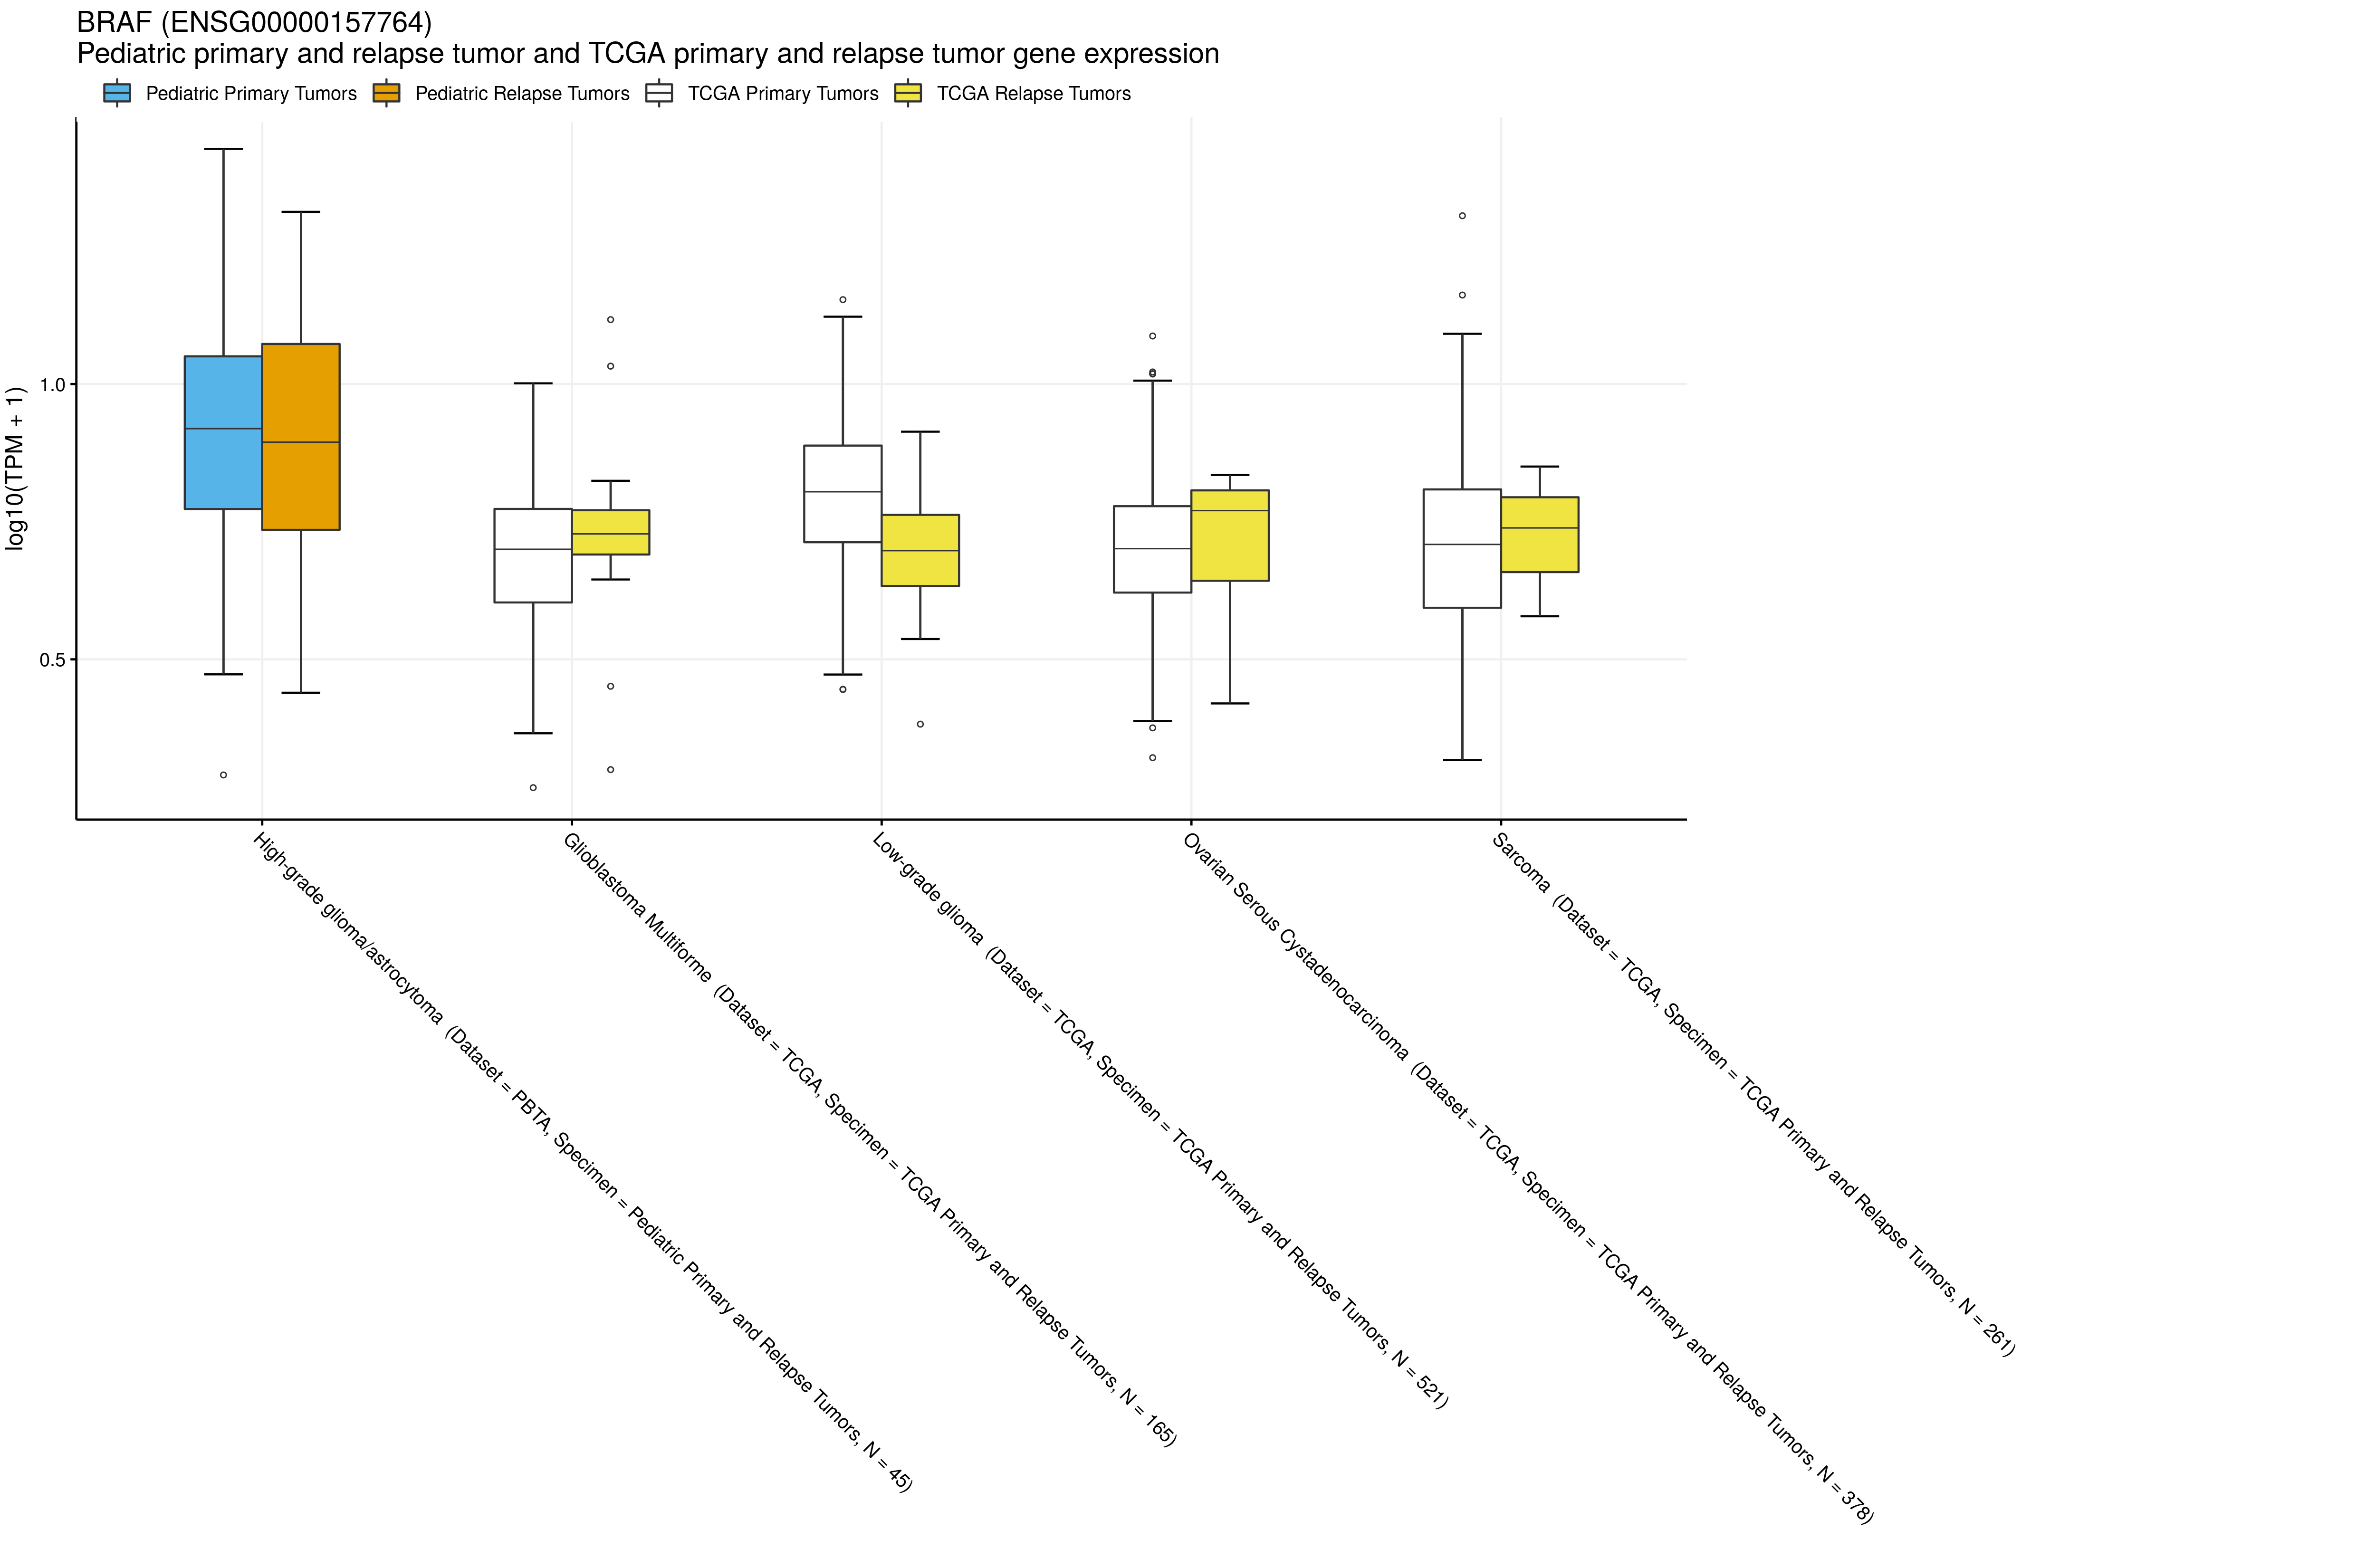 BRAF (ENSG00000157764)
Pediatric primary and relapse tumor and TCGA primary and relapse tumor gene expression
Pediatric Primary Tumors
Pediatric Relapse Tumors
TCGA Primary Tumors
TCGA Relapse Tumors
log10(TPM + 1)
1.0
0.5
High-grade glioma/astrocytoma (Dataset = PBTA, Specimen = Pediatric Primary and Relapse Tumors, N = 45)
Glioblastoma Multiforme (Dataset = TCGA, Specimen = TCGA Primary and Relapse Tumors, N = 165)
Low-grade glioma (Dataset = TCGA, Specimen = TCGA Primary and Relapse Tumors, N = 521)
Ovarian Serous Cystadenocarcinoma (Dataset = TCGA, Specimen = TCGA Primary and Relapse Tumors, N = 378)
Sarcoma (Dataset = TCGA, Specimen = TCGA Primary and Relapse Tumors, N = 261)